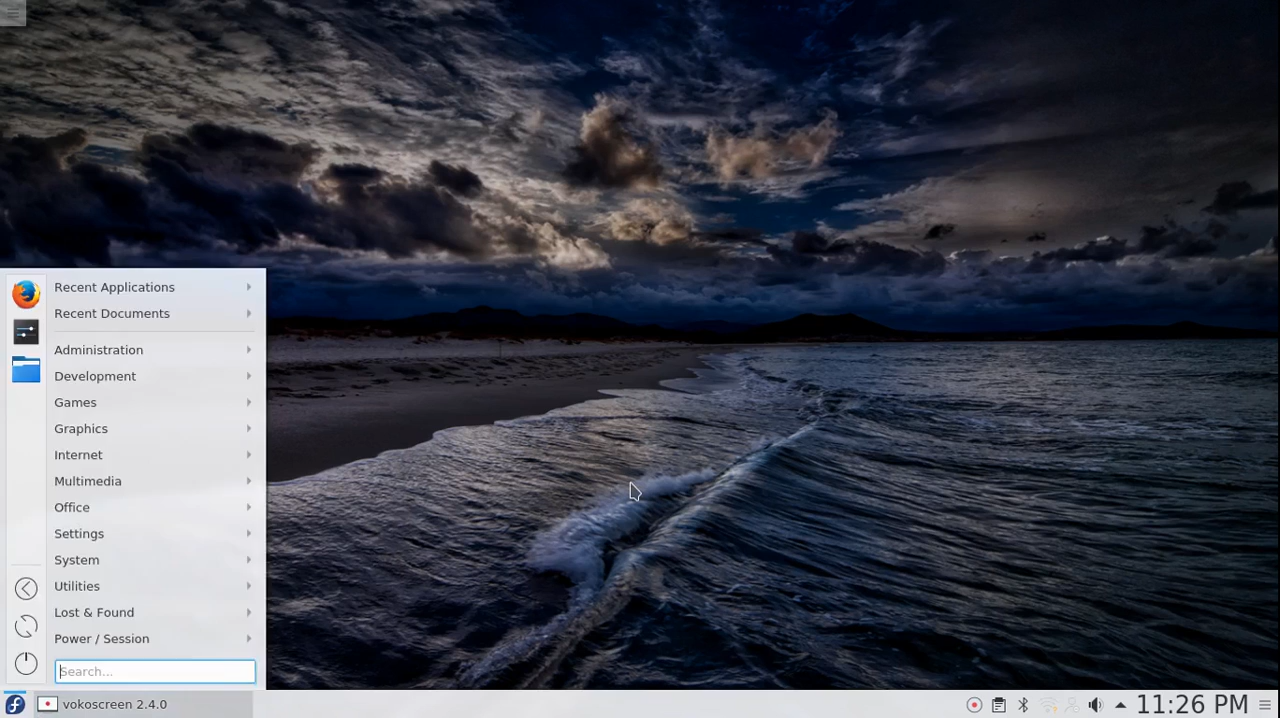 Recent Applications
Recent Documents
Administration
Development
Games
Graphics
Internet
Multimedia
Office
Settings
System
Utilities
Lost & Found
Power / Session
Search...
vokoscreen 2.4.0
11:26 PM